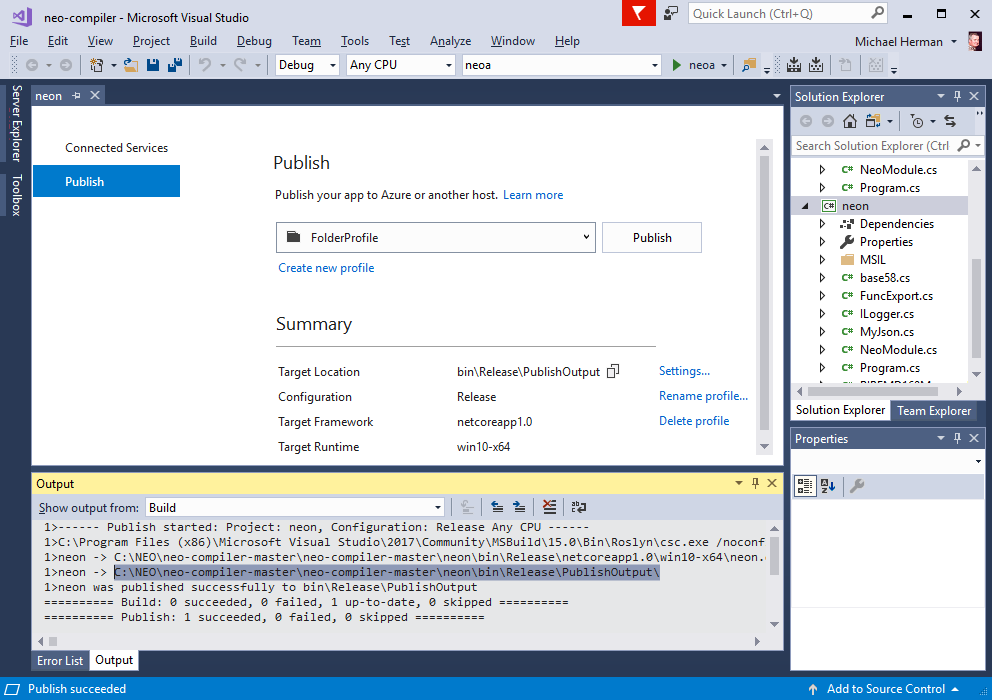 neo-compiler - Microsoft Visual Studio
Quick Launch (Ctrl+Q)
File Edit View Project Build Debug Team Tools Test Analyze Window Help
Michael Herman
Debug Any CPU neoa neoa
Server Explorer
Toolbox
neon
Connected Services
Publish
Publish
Publish your app to Azure or another host. Learn more
FolderProfile
Publish
Create new profile
Summary
Target Location bin\Release\PublishOutput Settings...
Configuration Release Rename profile...
Target Framework netcoreapp1.0 Delete profile
Target Runtime win10-x64
Solution Explorer
Search Solution Explorer (Ctrl
C# NeoModule.cs
C# Program.cs
C# neon
Dependencies
Properties
MSIL
C# base58.cs
C# FuncExport.cs
C# ILogger.cs
C# MyJson.cs
C# NeoModule.cs
C# Program.cs
Solution Explorer Team Explorer
Properties
Output
Show output from: Build
1>------ Publish started: Project: neon, Configuration: Release Any CPU ------
1>C:\Program Files (x86)\Microsoft Visual Studio\2017\Community\MSBuild\15.0\Bin\Roslyn\csc.exe /noconf
1>neon -> C:\NEO\neo-compiler-master\neo-compiler-master\neon\bin\Release\netcoreapp1.0\win10-x64\neon.
1>neon -> C:\NEO\neo-compiler-master\neo-compiler-master\neon\bin\Release\PublishOutput\
1>neon was published successfully to bin\Release\PublishOutput
========== Build: 0 succeeded, 0 failed, 1 up-to-date, 0 skipped ==========
========== Publish: 1 succeeded, 0 failed, 0 skipped ==========
Error List Output
Publish succeeded
Add to Source Control